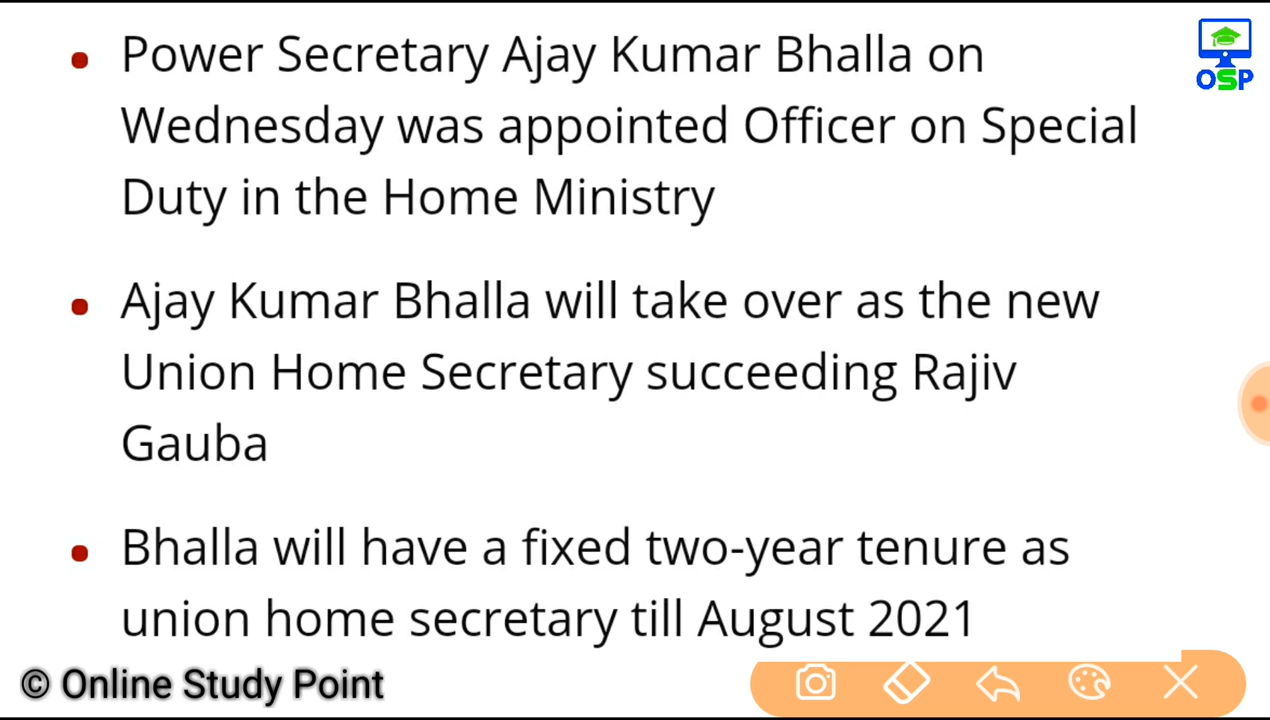 • Power Secretary Ajay Kumar Bhalla on
Wednesday was appointed Officer on Special
Duty in the Home Ministry
• Ajay Kumar Bhalla will take over as the new
Union Home Secretary succeeding Rajiv
Gauba
• Bhalla will have a fixed two-year tenure as
union home secretary till August 2021
OSP
© Online Study Point